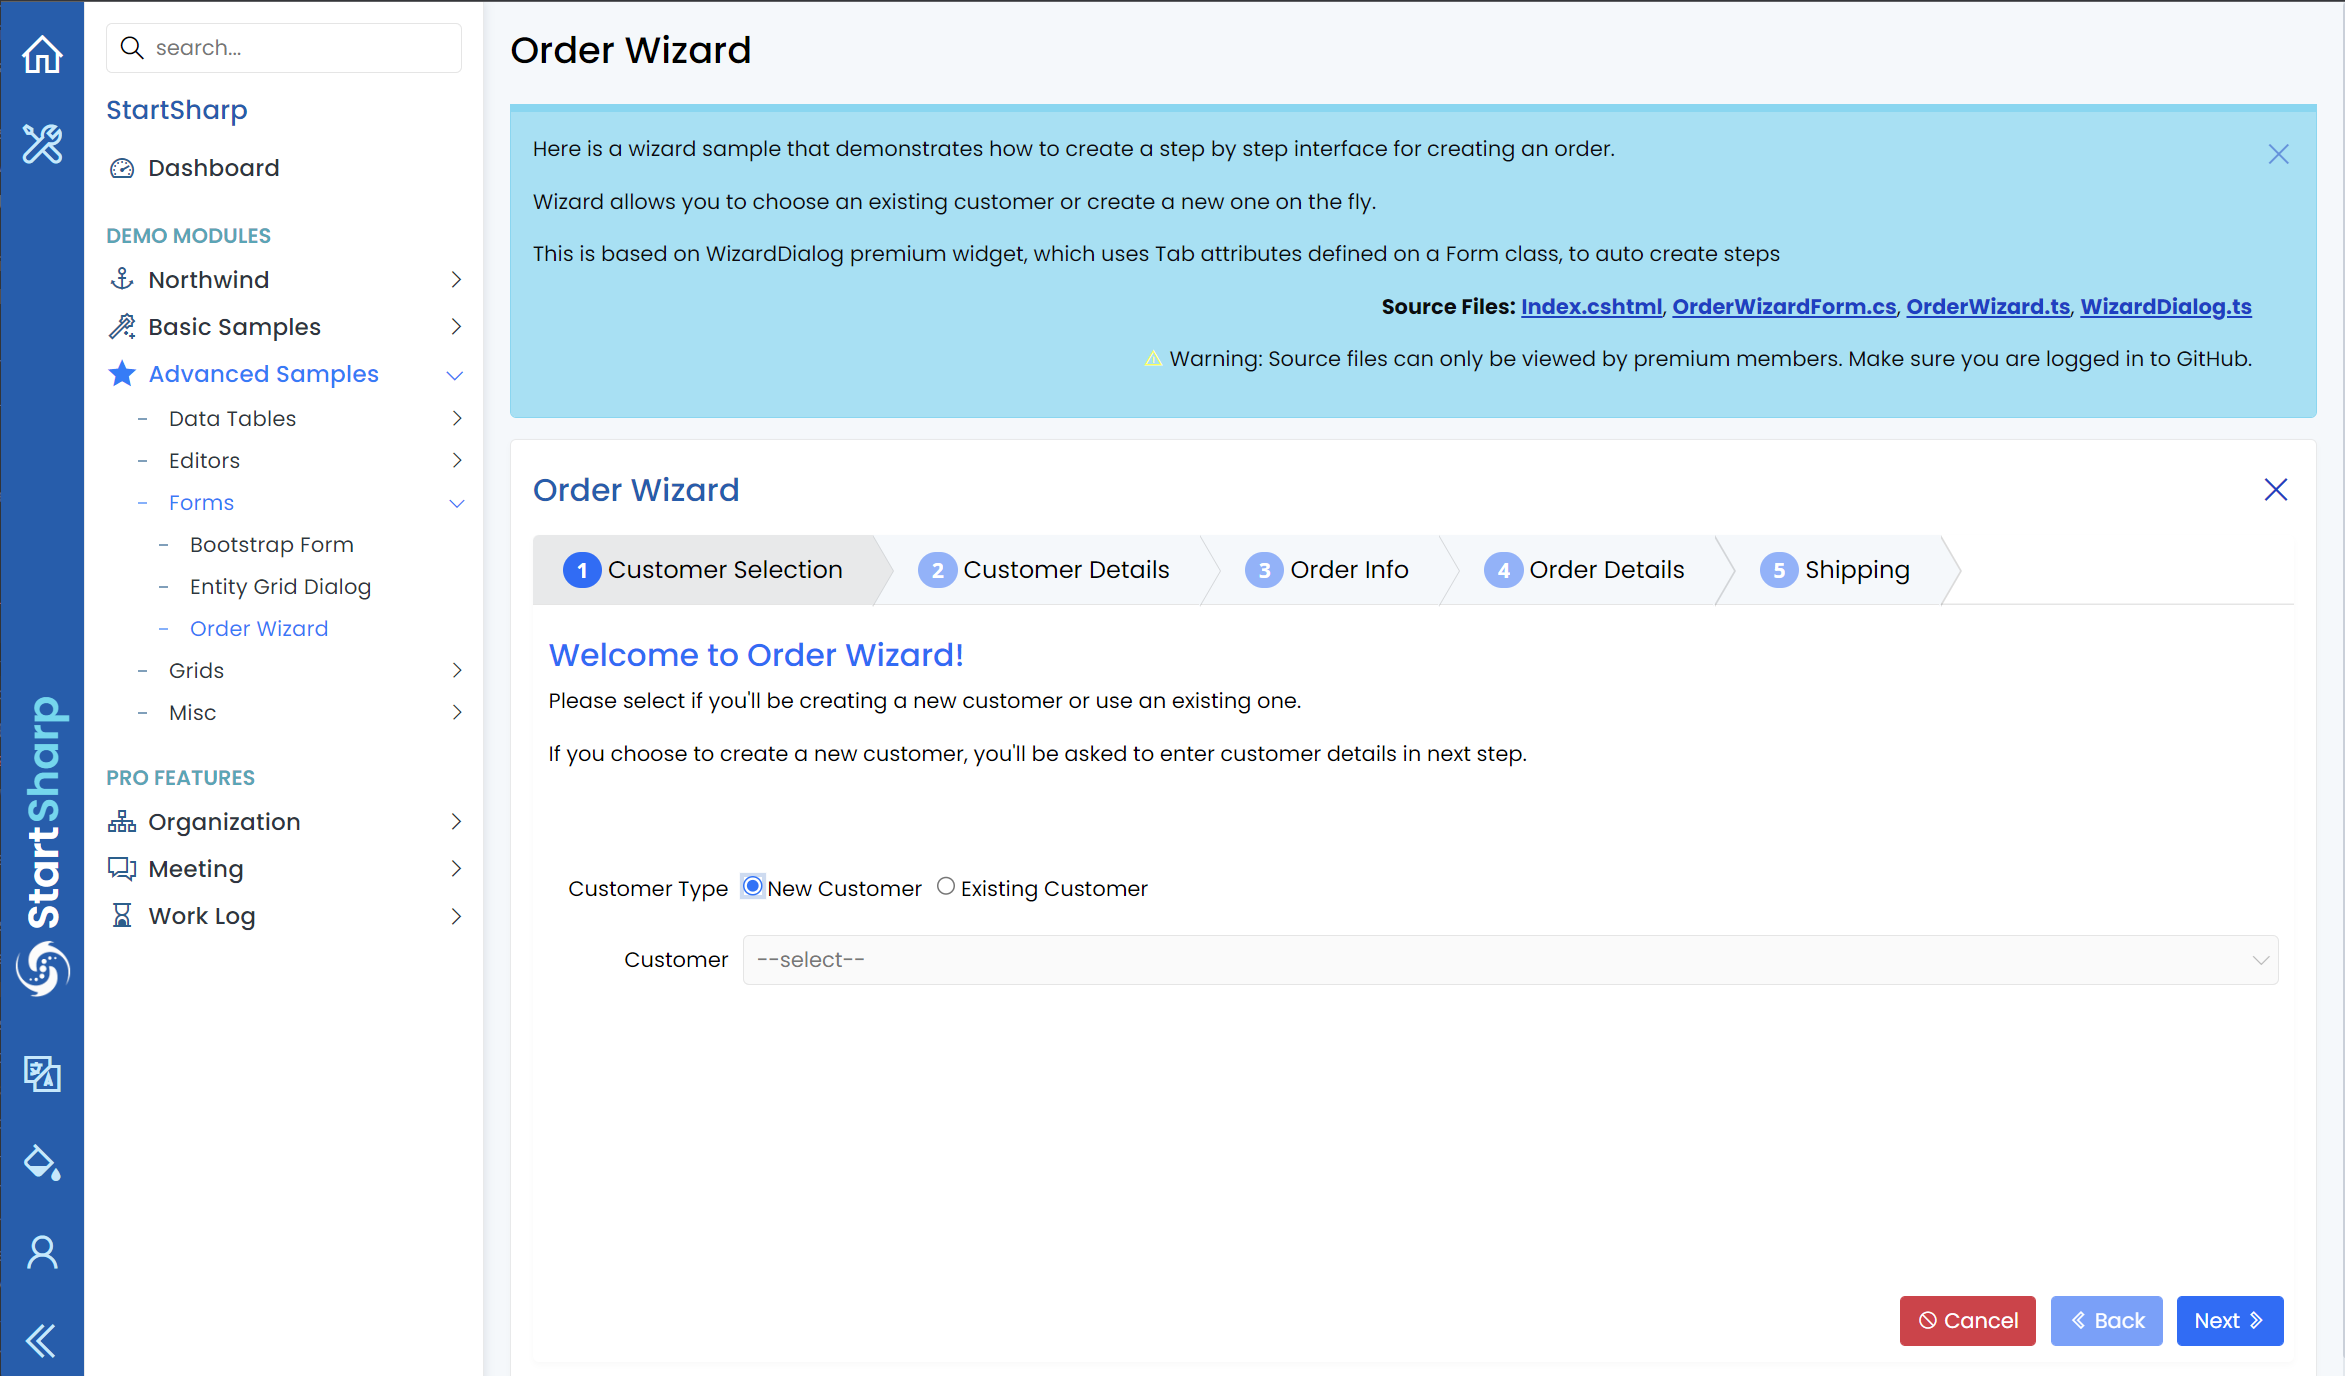 search...
StartSharp
Dashboard
DEMO MODULES
Northwind
Basic Samples
Advanced Samples
- Data Tables
- Editors
- Forms
- Bootstrap Form
- Entity Grid Dialog
- Order Wizard
- Grids
- Misc
PRO FEATURES
Organization
Meeting
Work Log
StartSharp
Order Wizard
Here is a wizard sample that demonstrates how to create a step by step interface for creating an order.
Wizard allows you to choose an existing customer or create a new one on the fly.
This is based on WizardDialog premium widget, which uses Tab attributes defined on a Form class, to auto create steps
Source Files: Index.cshtml, OrderWizardForm.cs, OrderWizard.ts, WizardDialog.ts
Warning: Source files can only be viewed by premium members. Make sure you are logged in to GitHub.
Order Wizard
1 Customer Selection 2 Customer Details 3 Order Info 4 Order Details 5 Shipping
Welcome to Order Wizard!
Please select if you'll be creating a new customer or use an existing one.
If you choose to create a new customer, you'll be asked to enter customer details in next step.
Customer Type New Customer Existing Customer
Customer --select--
Cancel Back Next